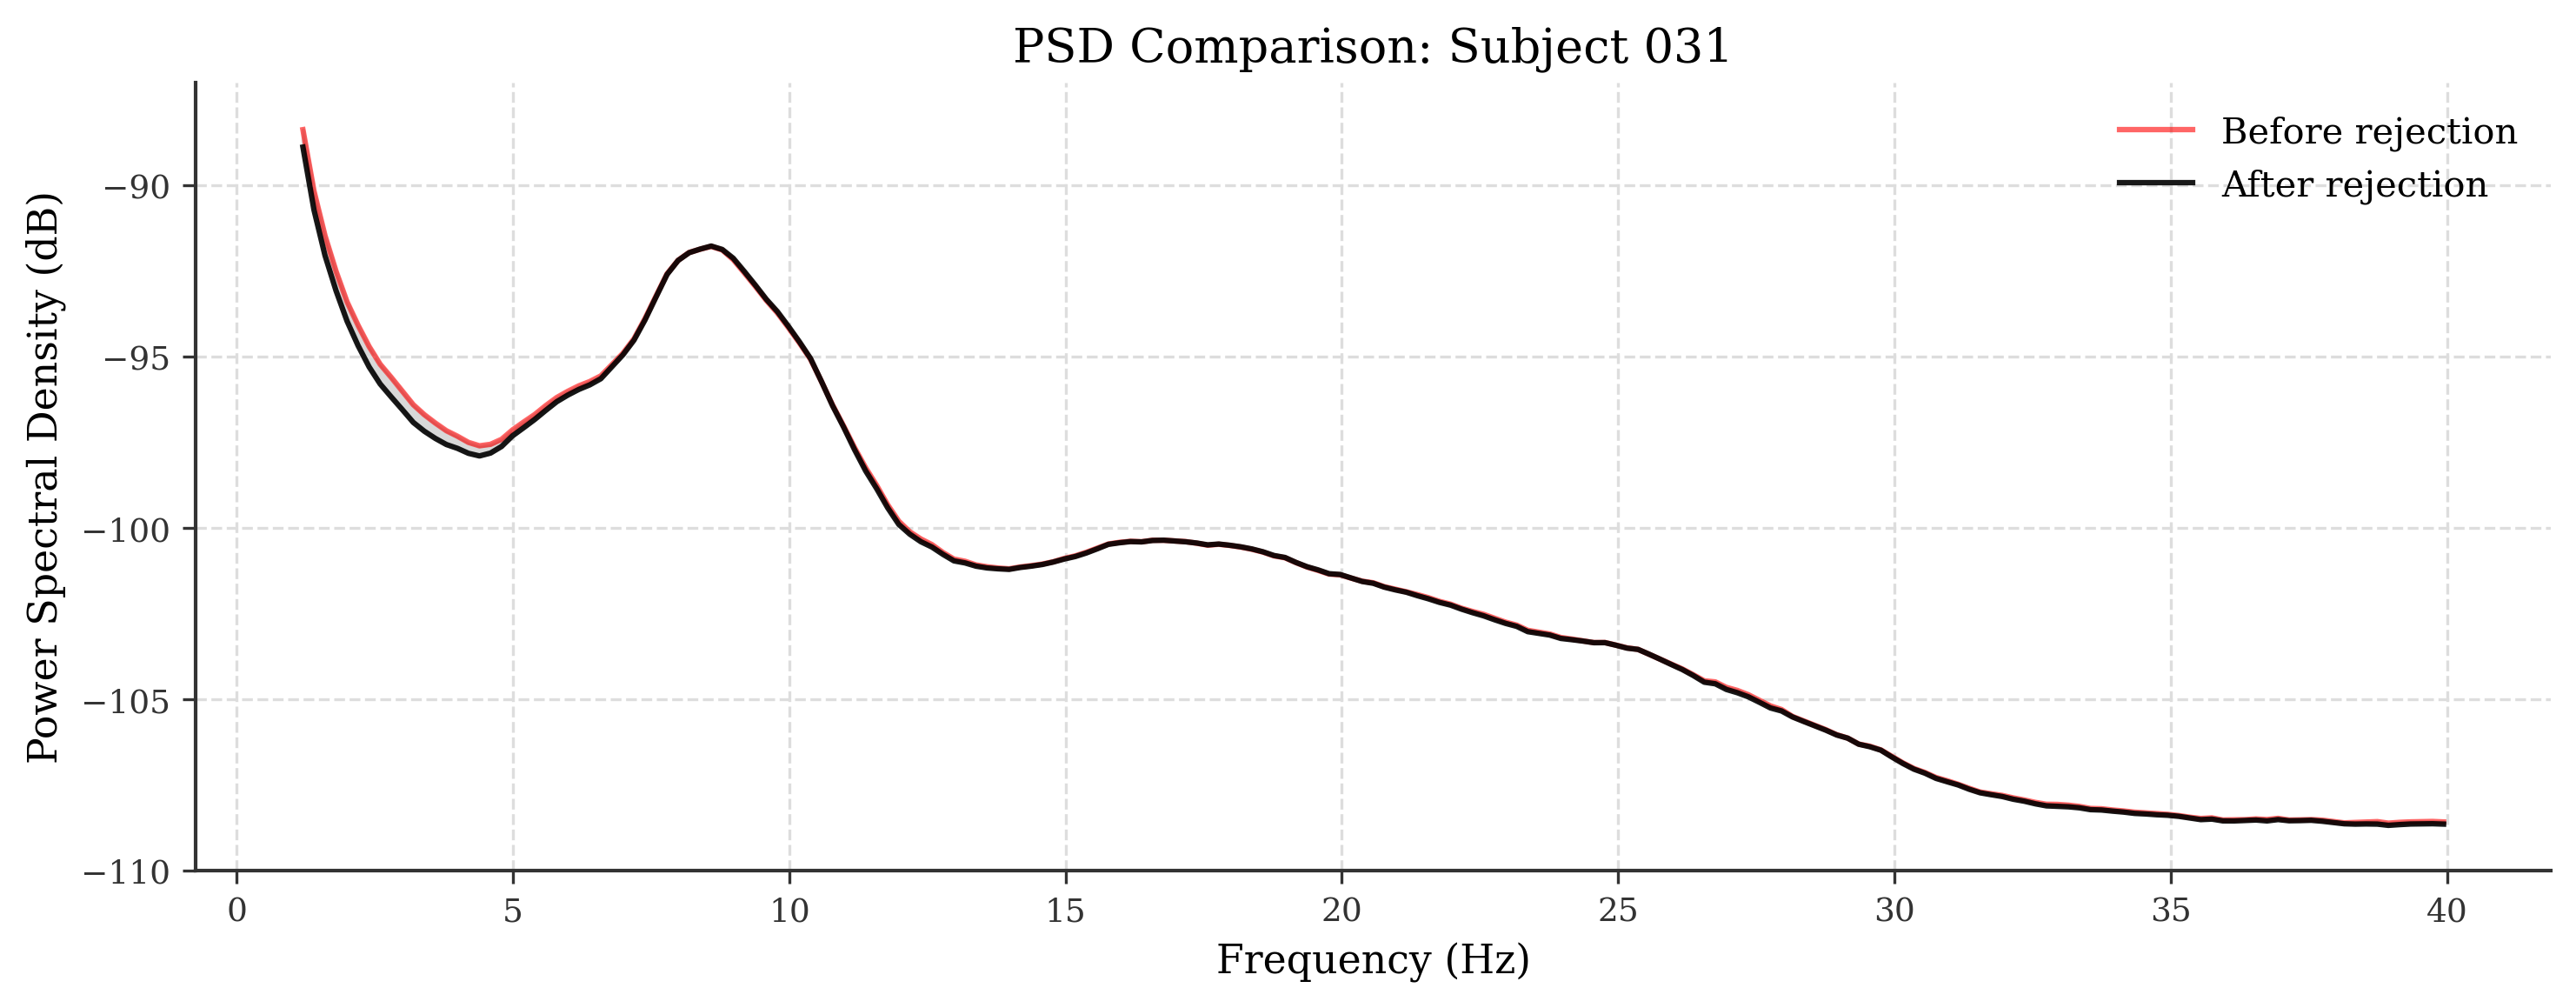 PSD Comparison: Subject 031
Before rejection
After rejection
Power Spectral Density (dB)
−90
−95
−100
−105
−110
0 5 10 15 20 25 30 35 40
Frequency (Hz)